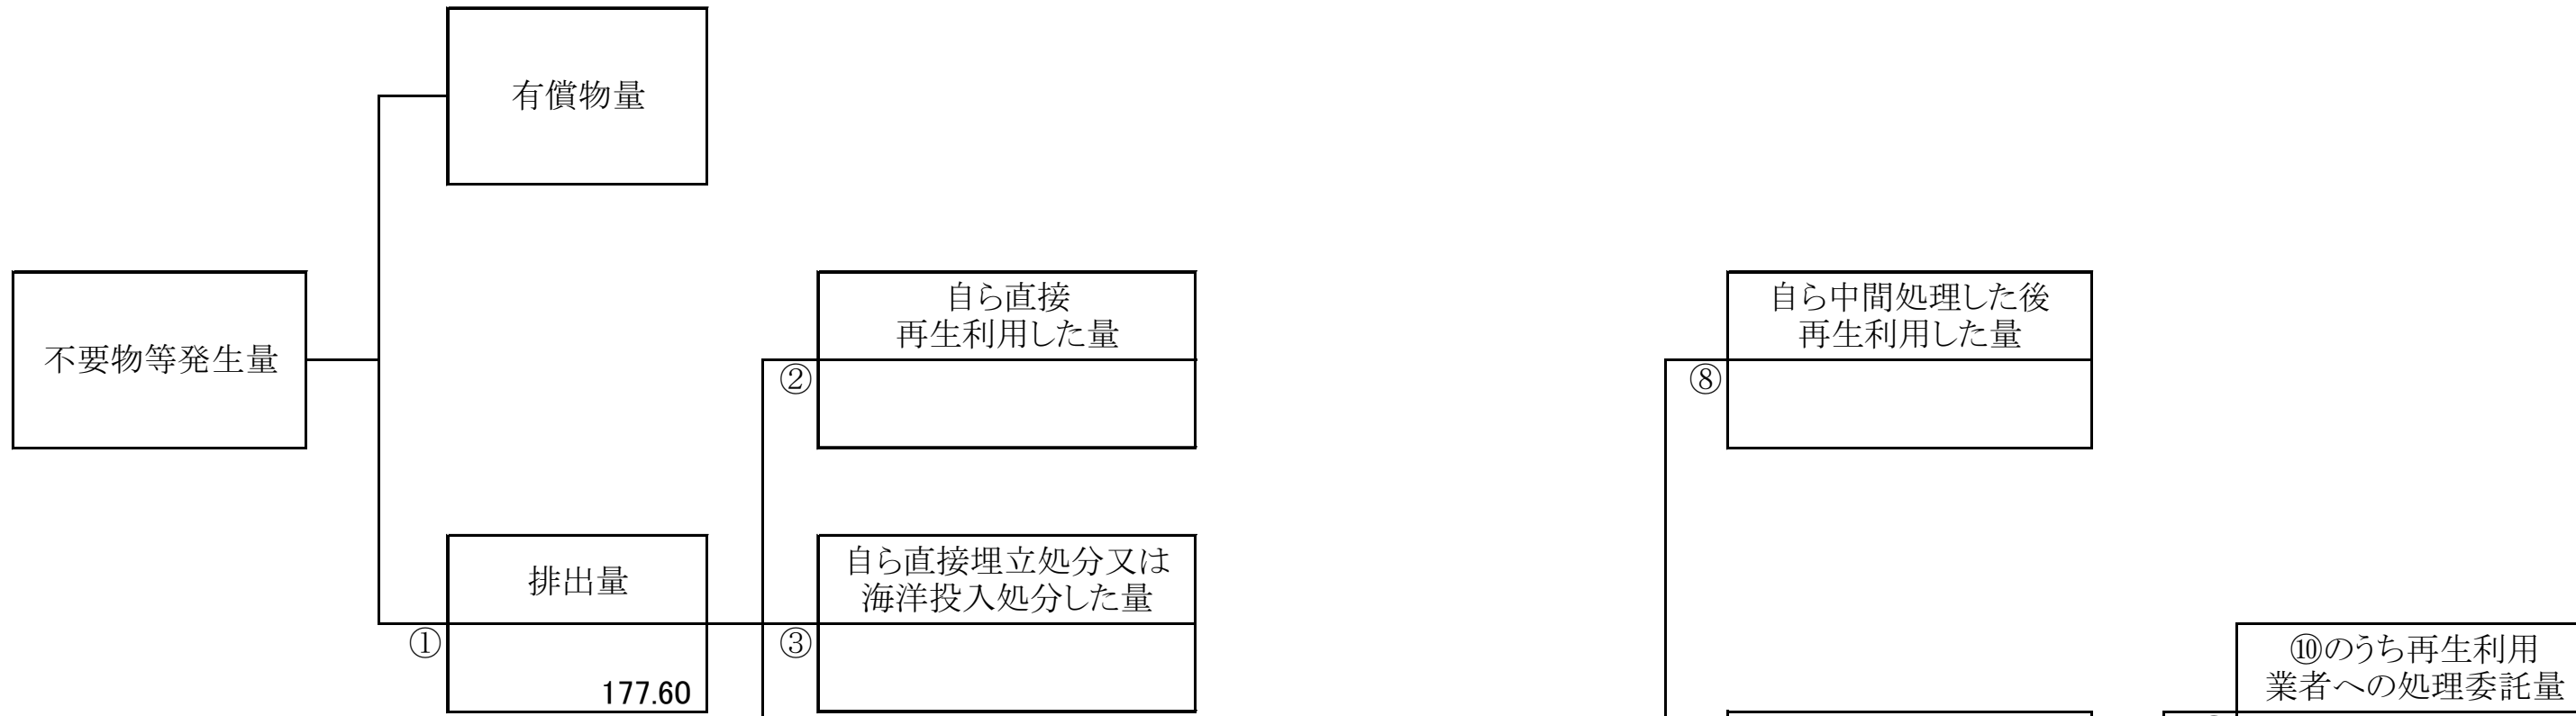 有償物量
不要物等発生量
自ら直接
再生利用した量
②
自ら中間処理した後
再生利用した量
⑧
排出量
①
177.60
自ら直接埋立処分又は
海洋投入処分した量
③
⑩のうち再生利用
業者への処理委託量